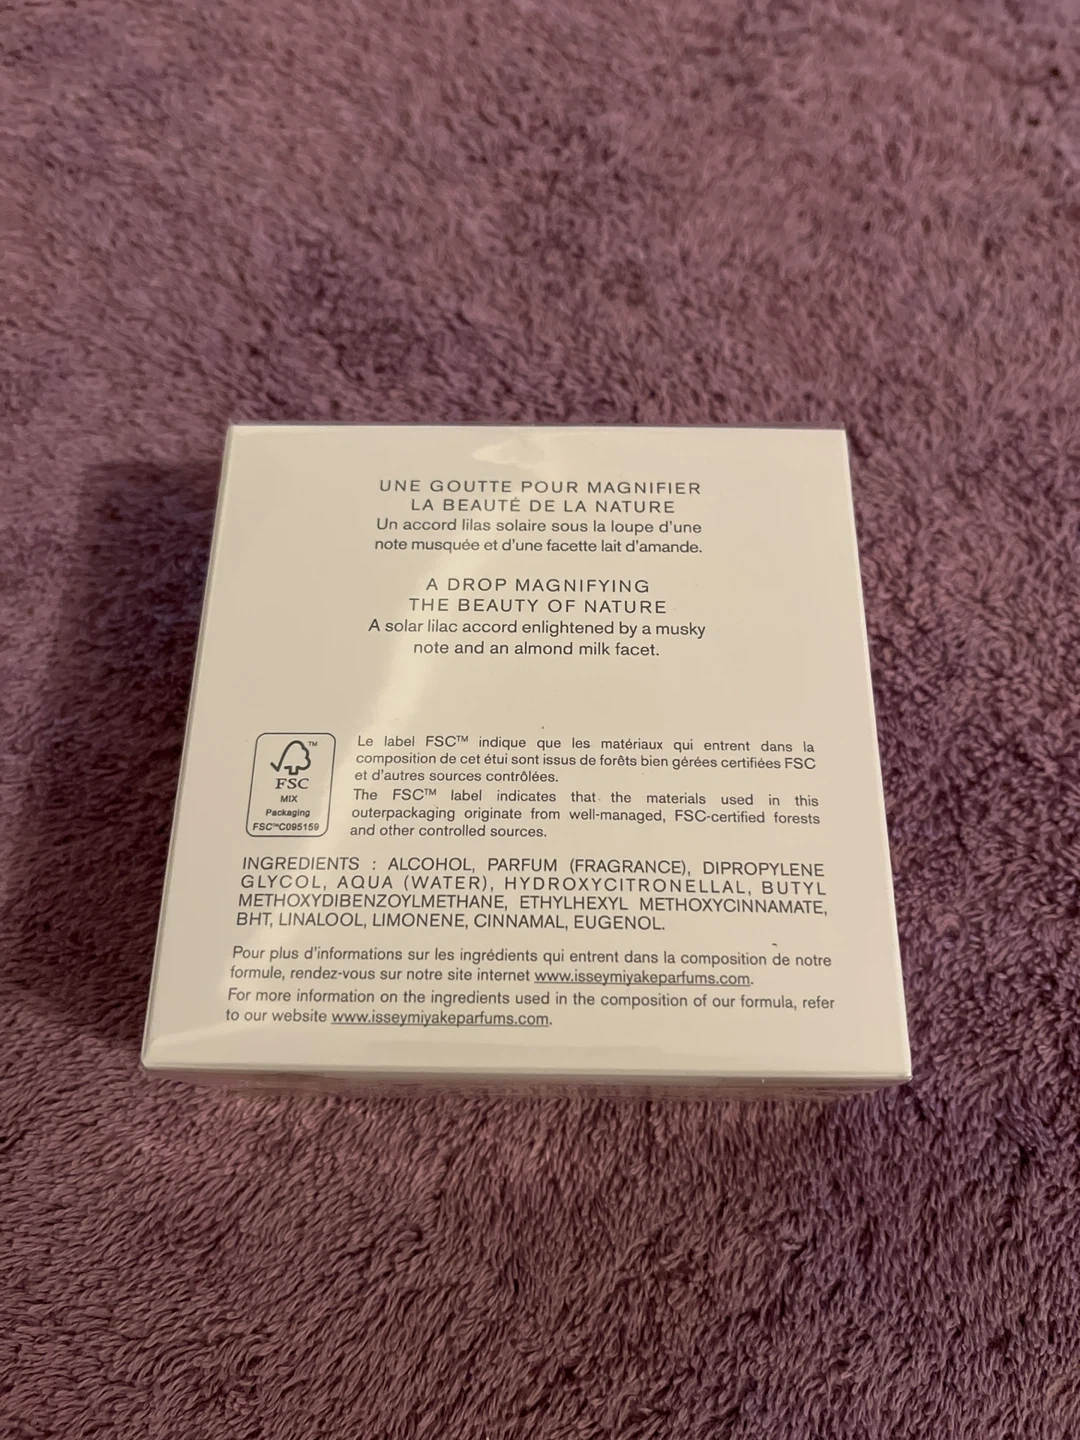 UNE GOUTTE POUR MAGNIFIER
LA BEAUTÉ DE LA NATURE
Un accord lilas solaire sous la loupe d'une
note musquée et d'une facette lait d'amande.
A DROP MAGNIFYING
THE BEAUTY OF NATURE
A solar lilac accord enlightened by a musky
note and an almond milk facet.
TM
FSC
MIX
Packaging
FSC™C095159
Le label FSC™ indique que les matériaux qui entrent dans la
composition de cet étui sont issus de forêts bien gérées certifiées FSC
et d'autres sources contrôlées.
The FSC™ label indicates that the materials used in this
outerpackaging originate from well-managed, FSC-certified forests
and other controlled sources.
INGREDIENTS : ALCOHOL, PARFUM (FRAGRANCE), DIPROPYLENE
GLYCOL, AQUA (WATER), HYDROXYCITRONELLAL, BUTYL
METHOXYDIBENZOYLMETHANE, ETHYLHEXYL METHOXYCINNAMATE,
BHT, LINALOOL, LIMONENE, CINNAMAL, EUGENOL.
Pour plus d'informations sur les ingrédients qui entrent dans la composition de notre
formule, rendez-vous sur notre site internet www.isseymiyakeparfums.com.
For more information on the ingredients used in the composition of our formula, refer
to our website www.isseymiyakeparfums.com.